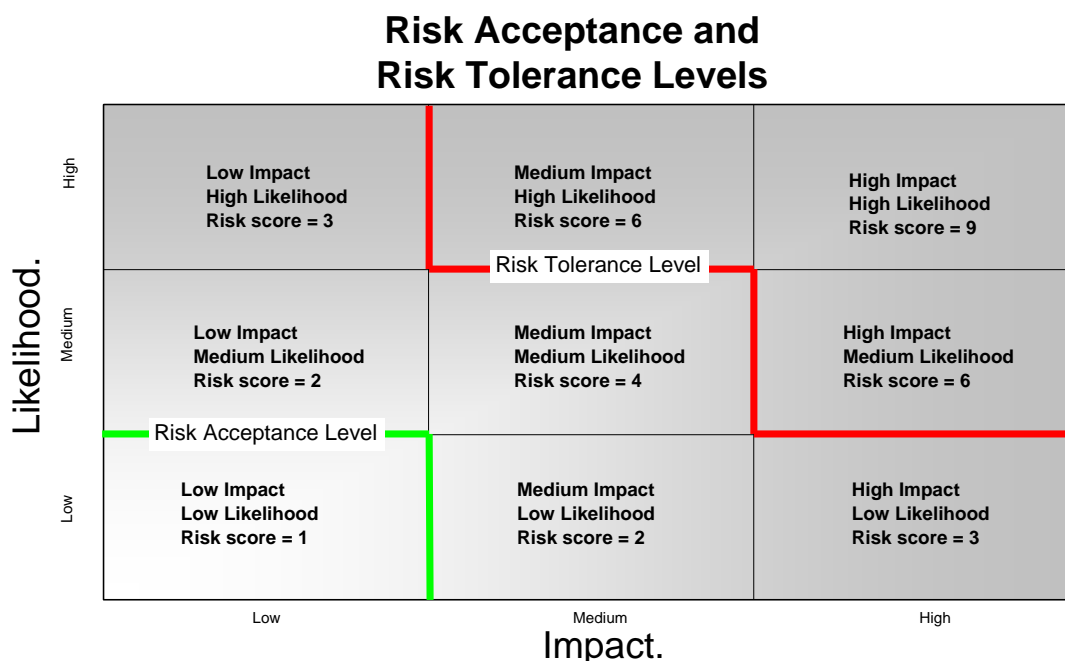 Risk Acceptance and
Risk Tolerance Levels
High
Low Impact
High Likelihood
Risk score = 3
Medium Impact
High Likelihood
Risk score = 6
High Impact
High Likelihood
Risk score = 9
Risk Tolerance Level
Likelihood.
Medium
Low Impact
Medium Likelihood
Risk score = 2
Medium Impact
Medium Likelihood
Risk score = 4
High Impact
Medium Likelihood
Risk score = 6
Risk Acceptance Level
Low
Low Impact
Low Likelihood
Risk score = 1
Medium Impact
Low Likelihood
Risk score = 2
High Impact
Low Likelihood
Risk score = 3
Low
Medium
High
Impact.